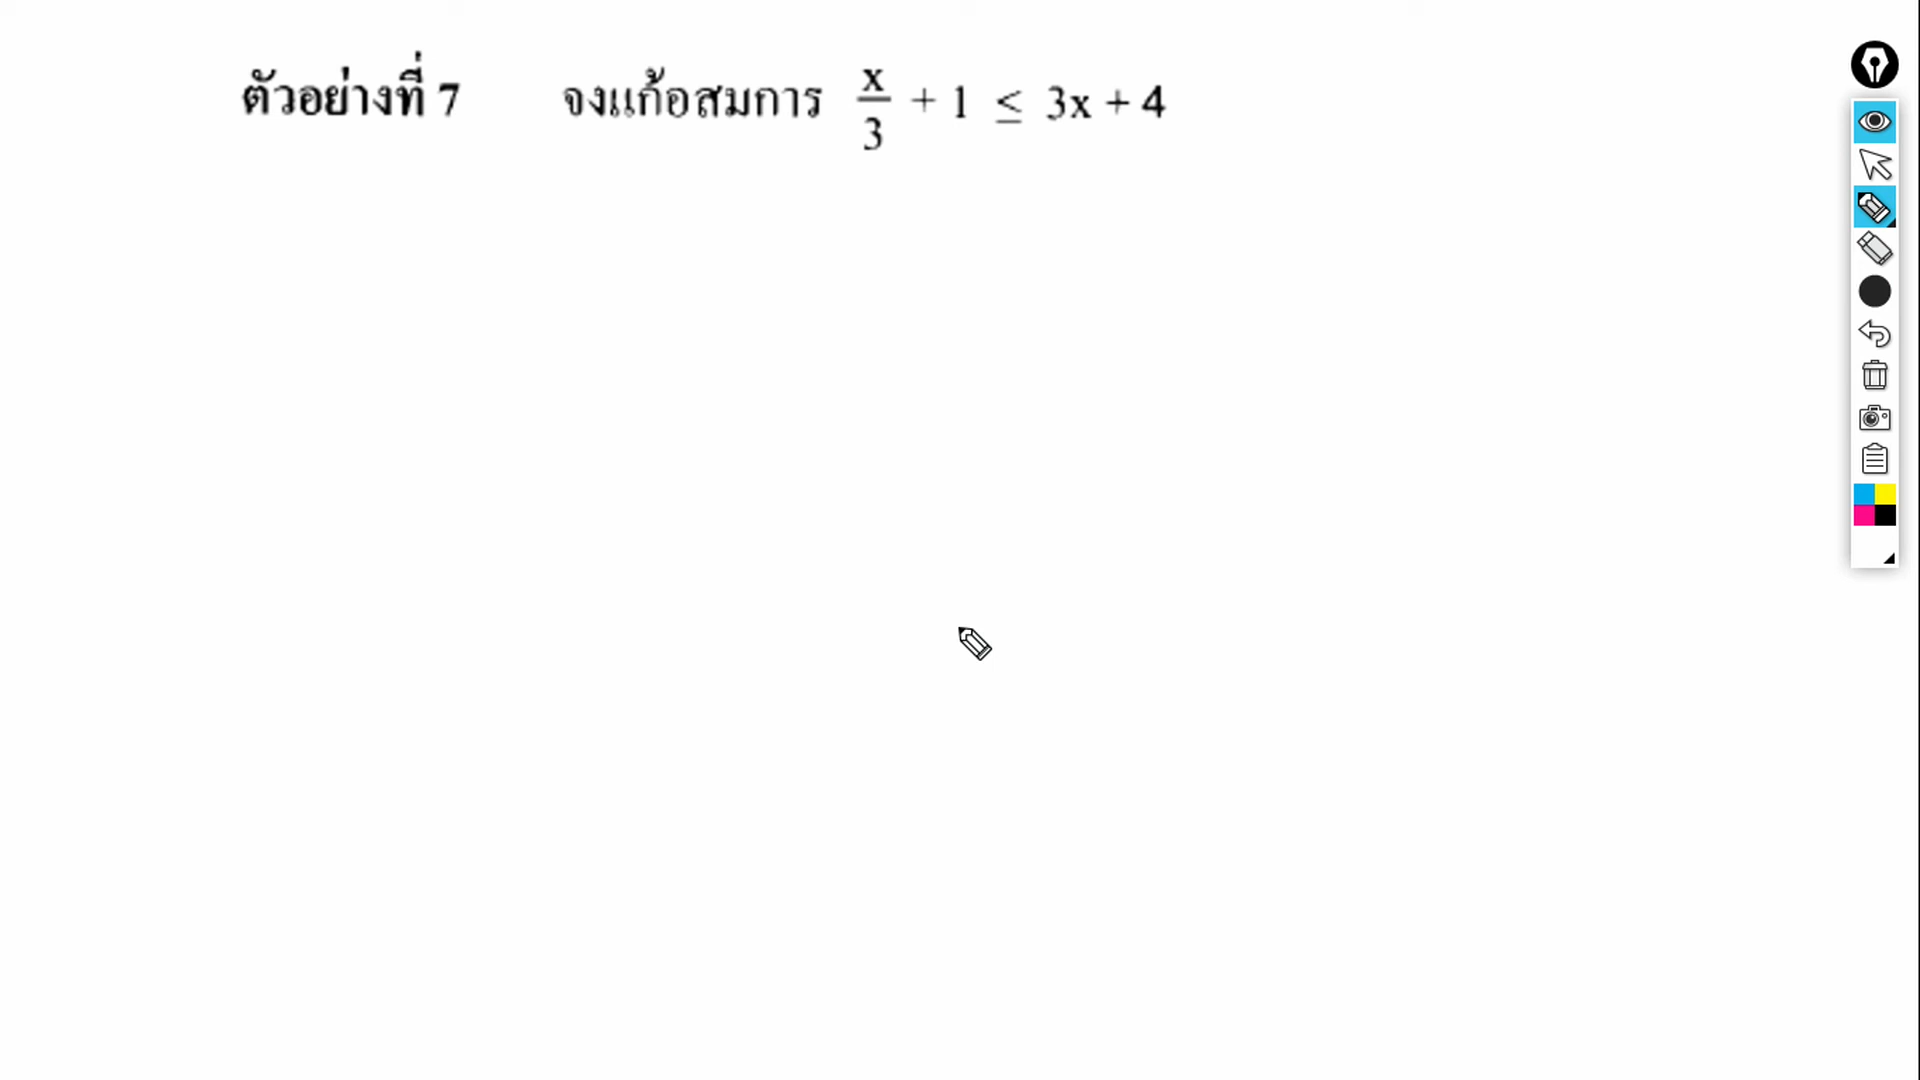 ตัวอย่างที่ 7 จงแก้อสมการ x/3 + 1 ≤ 3x + 4